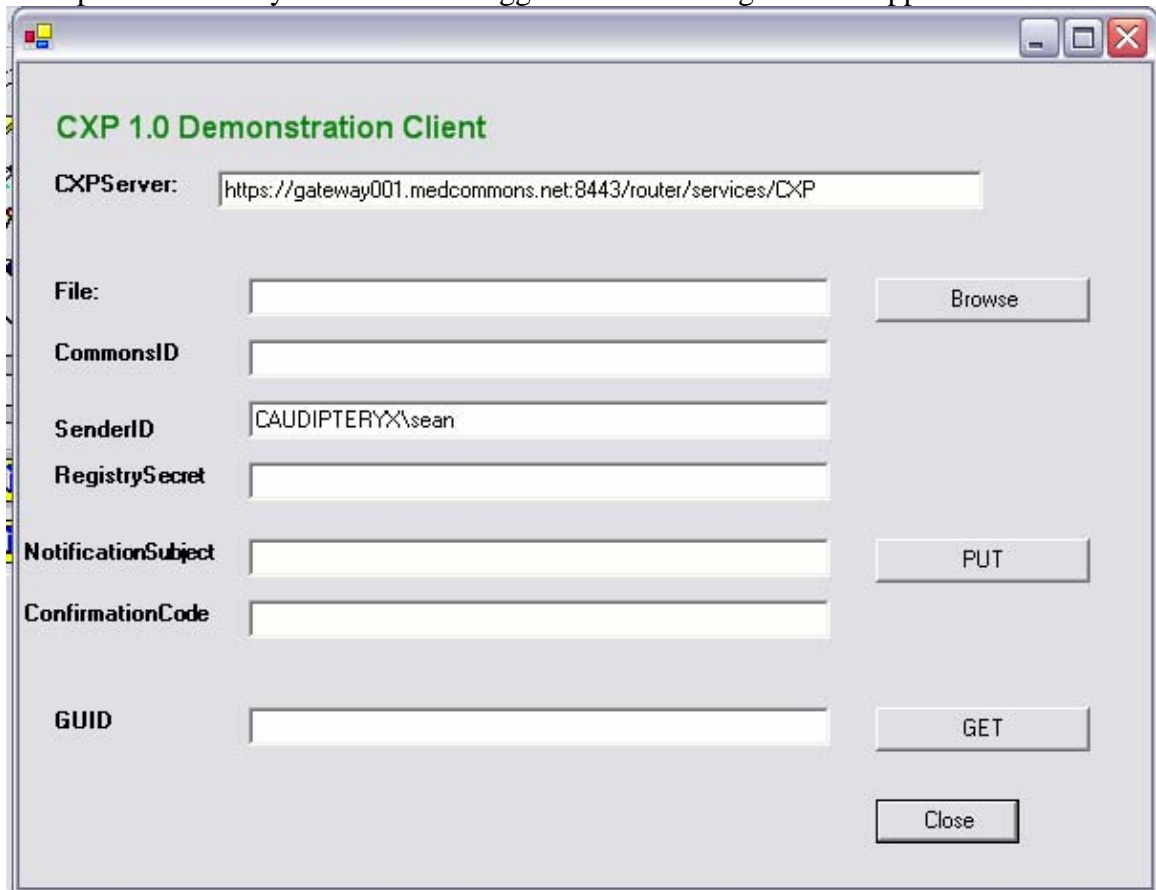 CXP 1.0 Demonstration Client
CXPServer: https://gateway001.medcommons.net:8443/router/services/CXP
File: Browse
CommonsID
SenderID CAUDIPTERYX\sean
RegistrySecret
NotificationSubject PUT
ConfirmationCode
GUID GET
Close